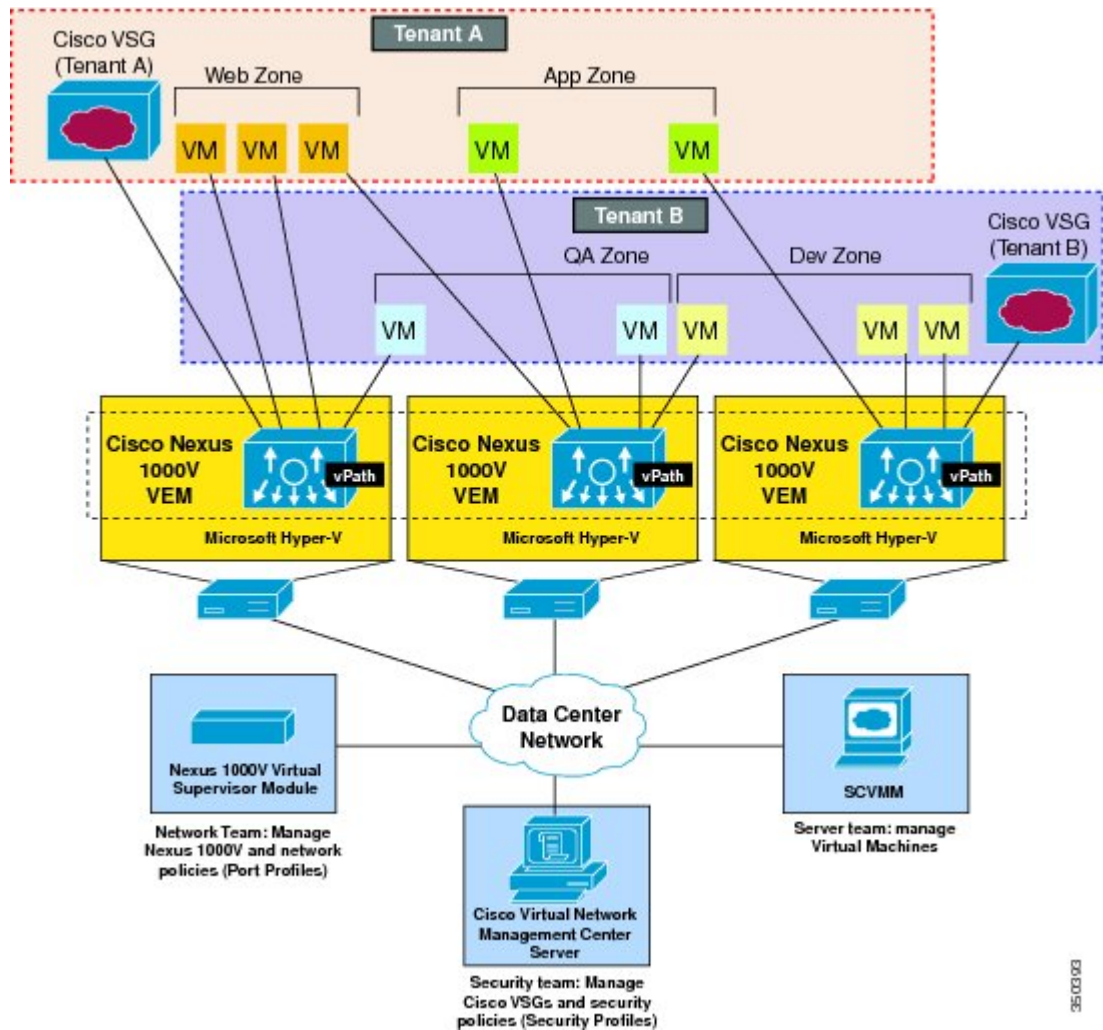 Tenant A
Cisco VSG
(Tenant A)
Web Zone
App Zone
VM
VM
VM
VM
VM
Tenant B
Cisco VSG
(Tenant B)
QA Zone
Dev Zone
VM
VM
VM
VM
VM
Cisco Nexus
1000V
VEM
vPath
Microsoft Hyper-V
Cisco Nexus
1000V
VEM
vPath
Microsoft Hyper-V
Cisco Nexus
1000V
VEM
vPath
Microsoft Hyper-V
Data Center
Network
Nexus 1000V Virtual
Supervisor Module
Network Team: Manage
Nexus 1000V and network
policies (Port Profiles)
SCVMM
Server team: manage
Virtual Machines
Cisco Virtual Network
Management Center
Server
Security team: Manage
Cisco VSGs and security
policies (Security Profiles)
350393